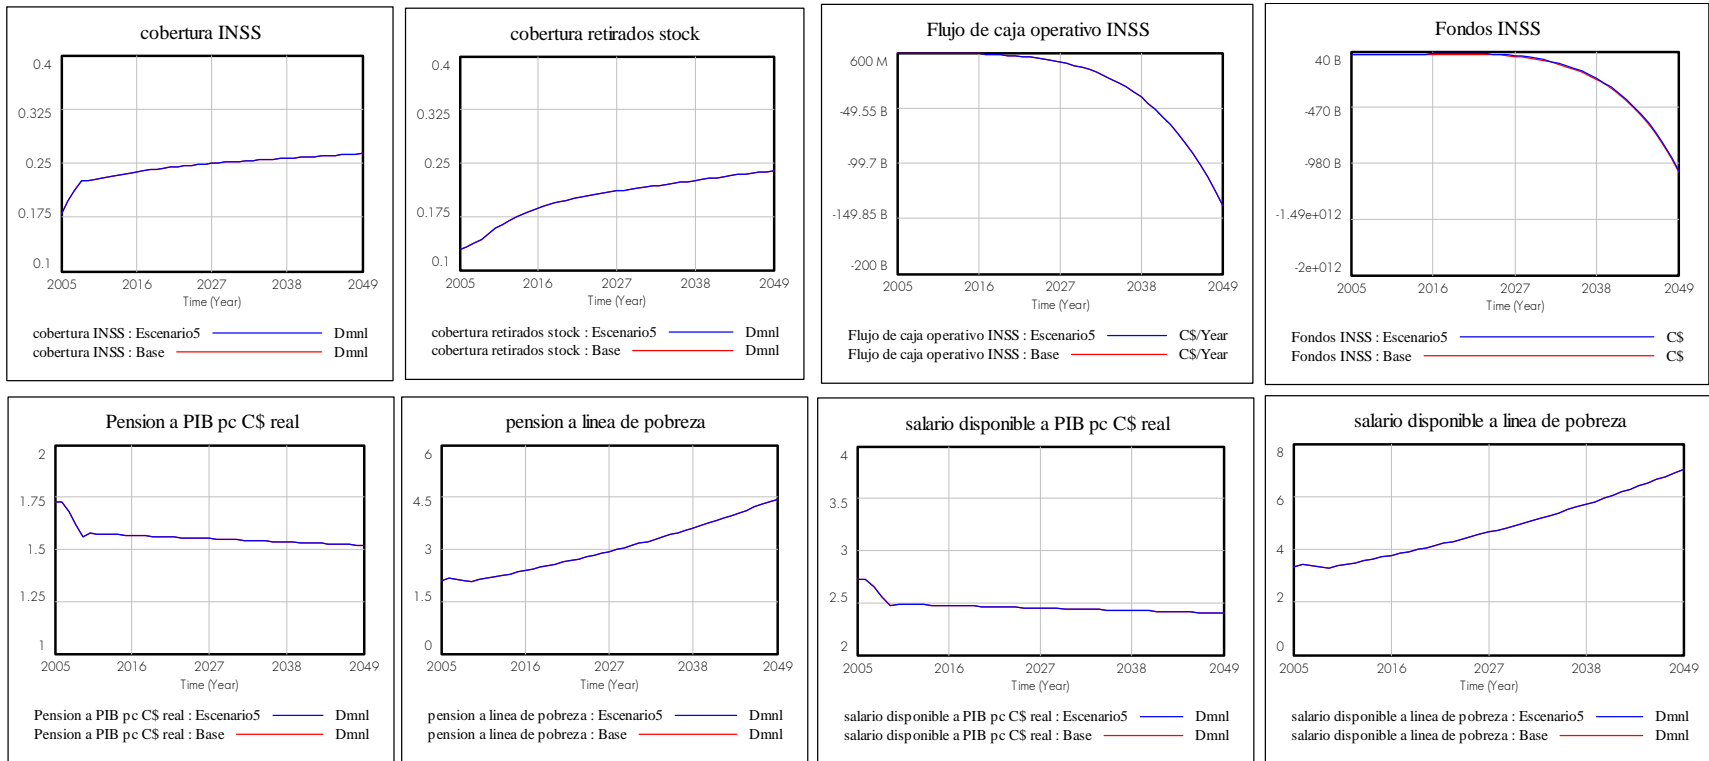 cobertura INSS
0.4
0.325
0.25
0.175
0.1
2005 2016 2027 2038 2049
Time (Year)
cobertura INSS : Escenario5 Dmnl
cobertura INSS : Base Dmnl
cobertura retirados stock
0.4
0.325
0.25
0.175
0.1
2005 2016 2027 2038 2049
Time (Year)
cobertura retirados stock : Escenario5 Dmnl
cobertura retirados stock : Base Dmnl
Flujo de caja operativo INSS
600 M
-49.55 B
-99.7 B
-149.85 B
-200 B
2005 2016 2027 2038 2049
Time (Year)
Flujo de caja operativo INSS : Escenario5 C$/Year
Flujo de caja operativo INSS : Base C$/Year
Fondos INSS
40 B
-470 B
-980 B
-1.49e+012
-2e+012
2005 2016 2027 2038 2049
Time (Year)
Fondos INSS : Escenario5 C$
Fondos INSS : Base C$
Pension a PIB pc C$ real
2
1.75
1.5
1.25
1
2005 2016 2027 2038 2049
Time (Year)
Pension a PIB pc C$ real : Escenario5 Dmnl
Pension a PIB pc C$ real : Base Dmnl
pension a linea de pobreza
6
4.5
3
1.5
0
2005 2016 2027 2038 2049
Time (Year)
pension a linea de pobreza : Escenario5 Dmnl
pension a linea de pobreza : Base Dmnl
salario disponible a PIB pc C$ real
4
3.5
3
2.5
2
2005 2016 2027 2038 2049
Time (Year)
salario disponible a PIB pc C$ real : Escenario5 Dmnl
salario disponible a PIB pc C$ real : Base Dmnl
salario disponible a linea de pobreza
8
6
4
2
0
2005 2016 2027 2038 2049
Time (Year)
salario disponible a linea de pobreza : Escenario5 Dmnl
salario disponible a linea de pobreza : Base Dmnl